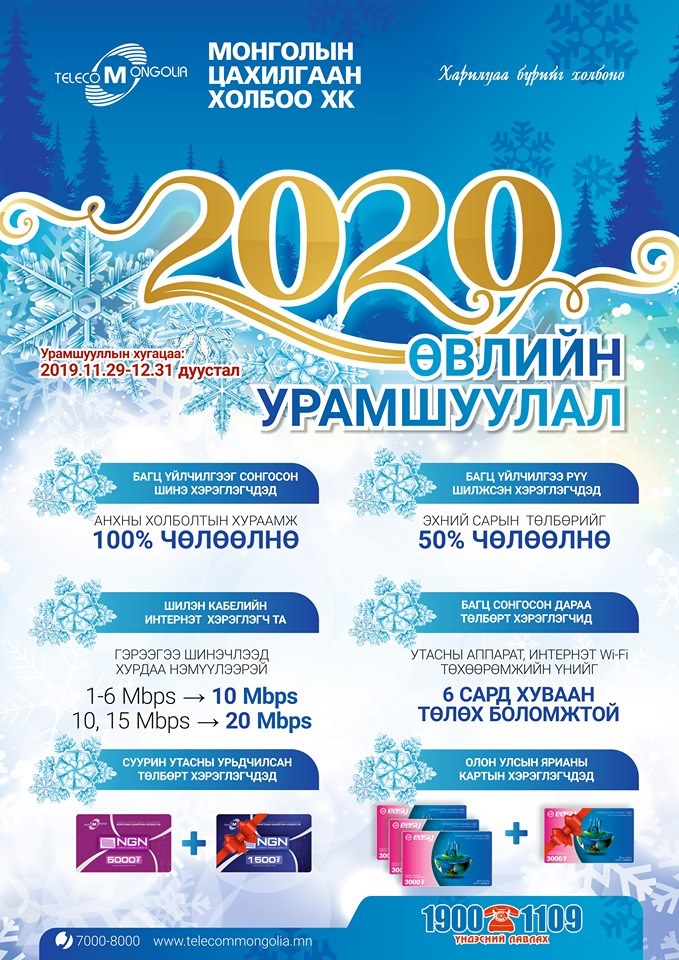 TELECOM MONGOLIA
МОНГОЛЫН
ЦАХИЛГААН
ХОЛБОО ХК
Харилцаа бүрийг холбоно
2020
Урамшууллын хугацаа:
2019.11.29-12.31 дуустал
ӨВЛИЙН
УРАМШУУЛАЛ
БАГЦ ҮЙЛЧИЛГЭЭГ СОНГОСОН
ШИНЭ ХЭРЭГЛЭГЧДЭД
АНХНЫ ХОЛБОЛТЫН ХУРААМЖ
100% ЧӨЛӨӨЛНӨ
БАГЦ ҮЙЛЧИЛГЭЭ РҮҮ
ШИЛЖСЭН ХЭРЭГЛЭГЧДЭД
ЭХНИЙ САРЫН ТӨЛБӨРИЙГ
50% ЧӨЛӨӨЛНӨ
ШИЛЭН КАБЕЛИЙН
ИНТЕРНЭТ ХЭРЭГЛЭГЧ ТА
ГЭРЭЭГЭЭ ШИНЭЧЛЭЭД
ХУРДАА НЭМҮҮЛЭЭРЭЙ
1-6 Mbps → 10 Mbps
10, 15 Mbps → 20 Mbps
БАГЦ СОНГОСОН ДАРАА
ТӨЛБӨРТ ХЭРЭГЛЭГЧИД
УТАСНЫ АППАРАТ, ИНТЕРНЭТ Wi-Fi
ТӨХӨӨРӨМЖИЙН ҮНИЙГ
6 САРД ХУВААН
ТӨЛӨХ БОЛОМЖТОЙ
СУУРИН УТАСНЫ УРЬДЧИЛСАН
ТӨЛБӨРТ ХЭРЭГЛЭГЧДЭД
NGN
5000₮
+
NGN
1500₮
ОЛОН УЛСЫН ЯРИАНЫ
КАРТЫН ХЭРЭГЛЭГЧДЭД
easy
easy
easy
3000₮
3000₮
3000₮
+
easy
3000₮
1900 1109
ҮНДЭСНИЙ ЛАВЛАХ
7000-8000 www.telecommongolia.mn